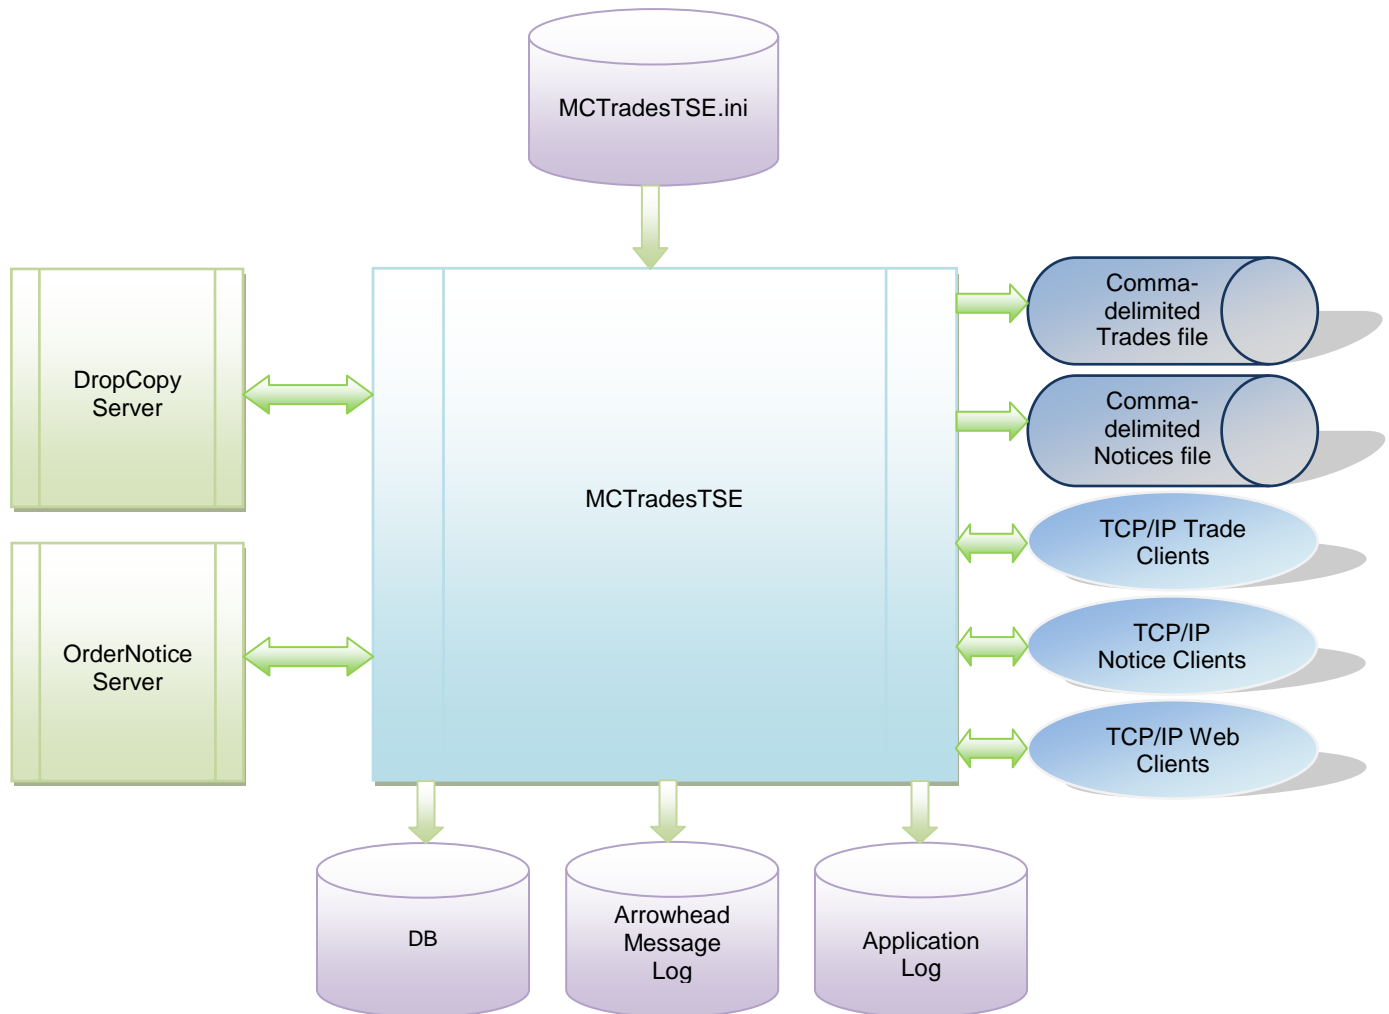 MCTradesTSE.ini
DropCopy
Server
OrderNotice
Server
MCTradesTSE
Comma-
delimited
Trades file
Comma-
delimited
Notices file
TCP/IP Trade
Clients
TCP/IP
Notice Clients
TCP/IP Web
Clients
DB
Arrowhead
Message
Log
Application
Log